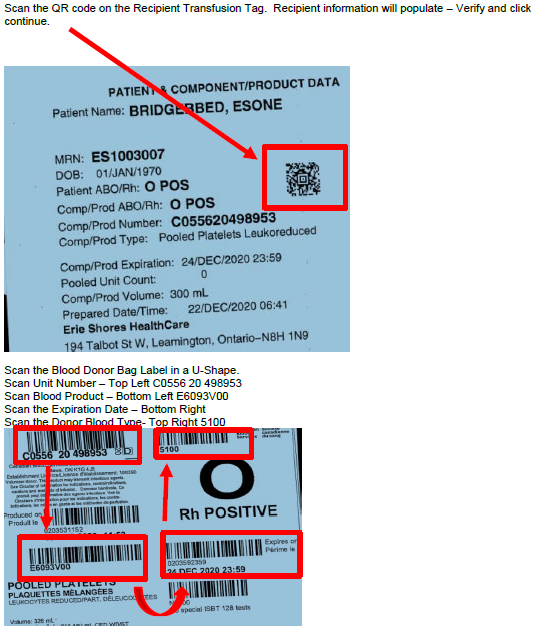 Scan the QR code on the Recipient Transfusion Tag.  Recipient information will populate – Verify and click
continue.
PATIENT & COMPONENT/PRODUCT DATA
Patient Name: BRIDGEBBED, ESONE
MRN: ES1003007
DOB: 01/JAN/1970
Patient ABO/Rh: O POS
Comp/Prod ABO/Rh: O POS
Comp/Prod Number: C055620498953
Comp/Prod Type: Pooled Platelets Leukoreduced
Comp/Prod Expiration: 24/DEC/2020 23:59
Pooled Unit Count: 0
Comp/Prod Volume: 300 mL
Prepared Date/Time: 22/DEC/2020 06:41
Erie Shores HealthCare
194 Talbot St W, Leamington, Ontario–N8H 1N9
Scan the Blood Donor Bag Label in a U-Shape.
Scan Unit Number – Top Left C0556 20 498953
Scan Blood Product – Bottom Left E6093V00
Scan the Expiration Date – Bottom Right
Scan the Donor Blood Type- Top Right 5100
C0556 20 498953
5100
ON K1G 4J5
Produced on
Produit le
0203531152
O
Rh POSITIVE
E6093V00
Expires on
Périme le
0203592359
24 DEC 2020 23:59
POOLED PLATELETS
PLAQUETTES MÉLANGÉES
LEUKOCYTES REDUCED/PART. DÉLEUCOCYTÉES
special ISBT 128 tests
Volume: 326 mL